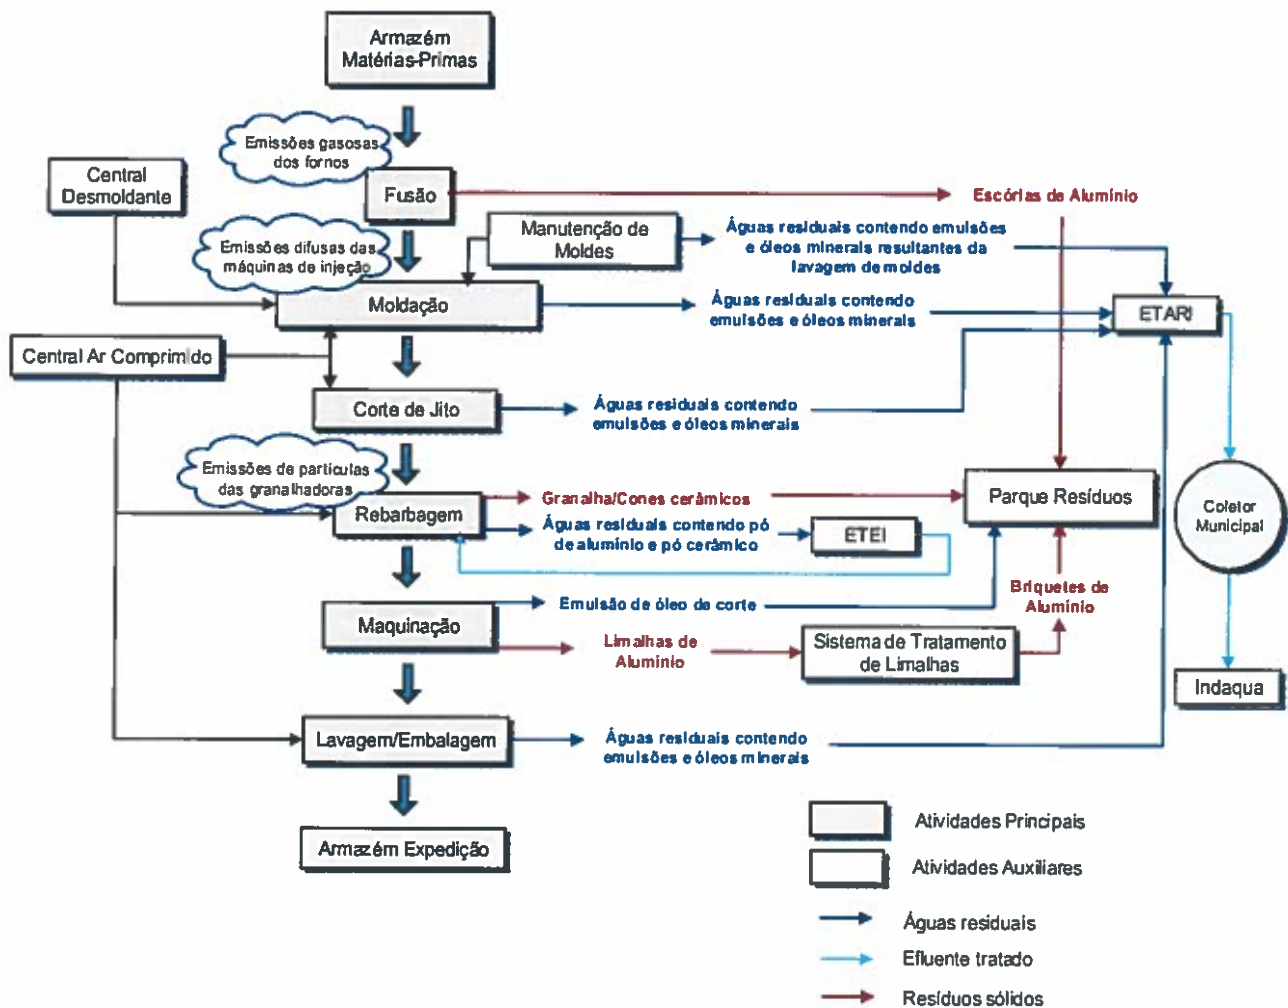 Armazém
Matérias-Primas
Emissões gasosas
dos fornos
Central
Desmoldante
Fusão
Escórias de Alumínio
Emissões difusas das
máquinas de injeção
Manutenção de
Moldes
Águas residuais contendo emulsões
e óleos minerais resultantes da
lavagem de moldes
Moldação
Águas residuais contendo
emulsões e óleos minerais
ETARI
Central Ar Comprimido
Corte de Jito
Águas residuais contendo
emulsões e óleos minerais
Emissões de partículas
das granalhadoras
Rebarbagem
Granalha/Cones cerâmicos
Parque Resíduos
Coletor
Municipal
Águas residuais contendo pó
de alumínio e pó cerâmico
ETEI
Maquinação
Emulsão de óleo de corte
Briquetes de
Alumínio
Limalhas de
Alumínio
Sistema de Tratamento
de Limalhas
Indaqua
Lavagem/Embalagem
Águas residuais contendo
emulsões e óleos minerais
Armazém Expedição
Atividades Principais
Atividades Auxiliares
Águas residuais
Efluente tratado
Resíduos sólidos